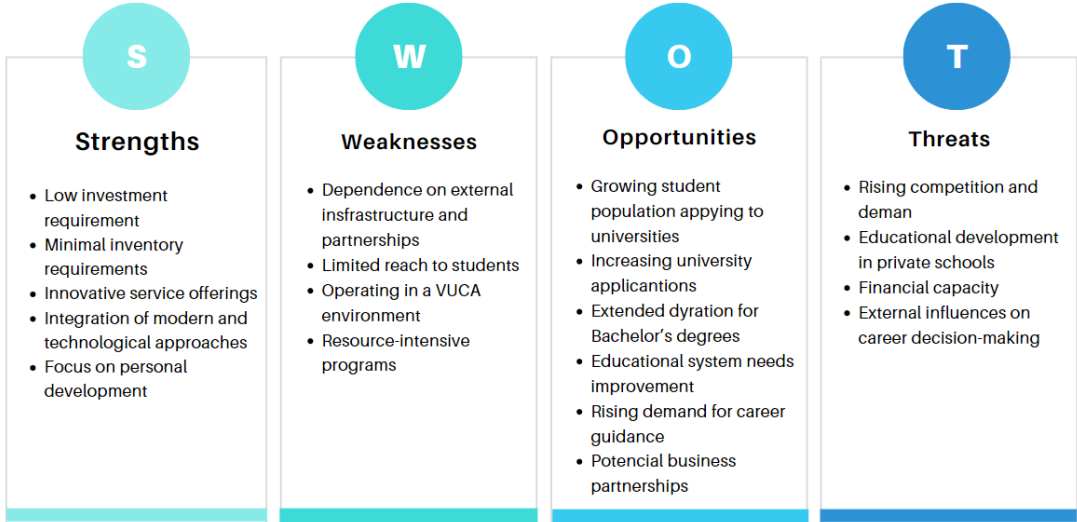 S
Strengths
• Low investment
requirement
• Minimal inventory
requirements
• Innovative service offerings
• Integration of modern and
technological approaches
• Focus on personal
development
W
Weaknesses
• Dependence on external
insfrastructure and
partnerships
• Limited reach to students
• Operating in a VUCA
environment
• Resource-intensive
programs
O
Opportunities
• Growing student
population appying to
universities
• Increasing university
applicantions
• Extended dyration for
Bachelor's degrees
• Educational system needs
improvement
• Rising demand for career
guidance
• Potencial business
partnerships
T
Threats
• Rising competition and
deman
• Educational development
in private schools
• Financial capacity
• External influences on
career decision-making